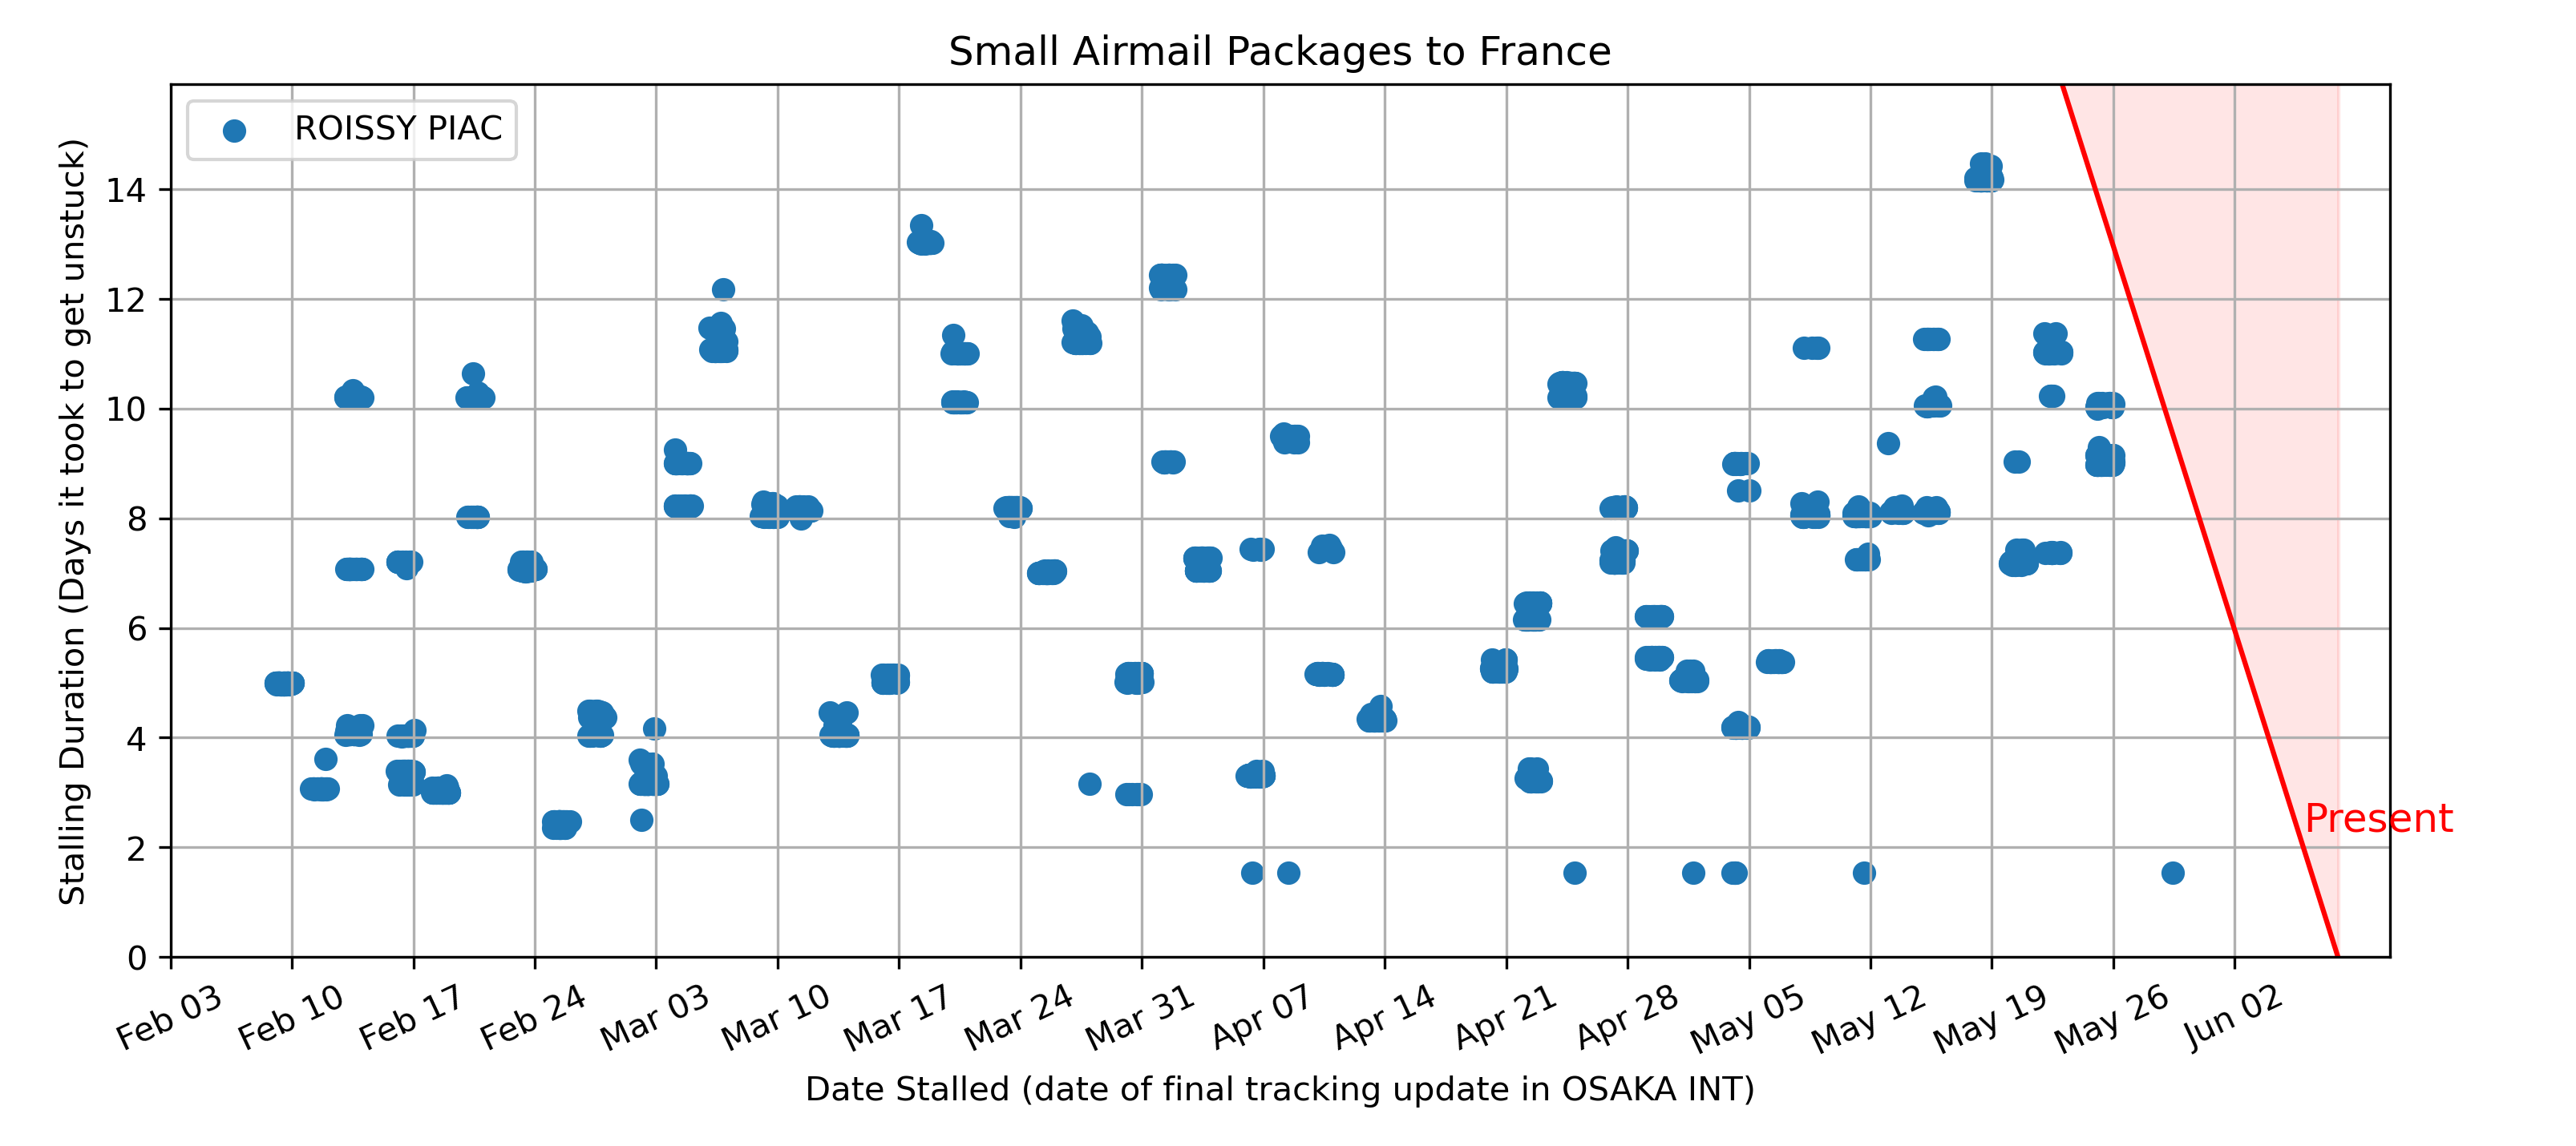 Small Airmail Packages to France
ROISSY PIAC
Stalling Duration (Days it took to get unstuck)
14
12
10
8
6
4
2
0
Present
Feb 03
Feb 10
Feb 17
Feb 24
Mar 03
Mar 10
Mar 17
Mar 24
Mar 31
Apr 07
Apr 14
Apr 21
Apr 28
May 05
May 12
May 19
May 26
Jun 02
Date Stalled (date of final tracking update in OSAKA INT)